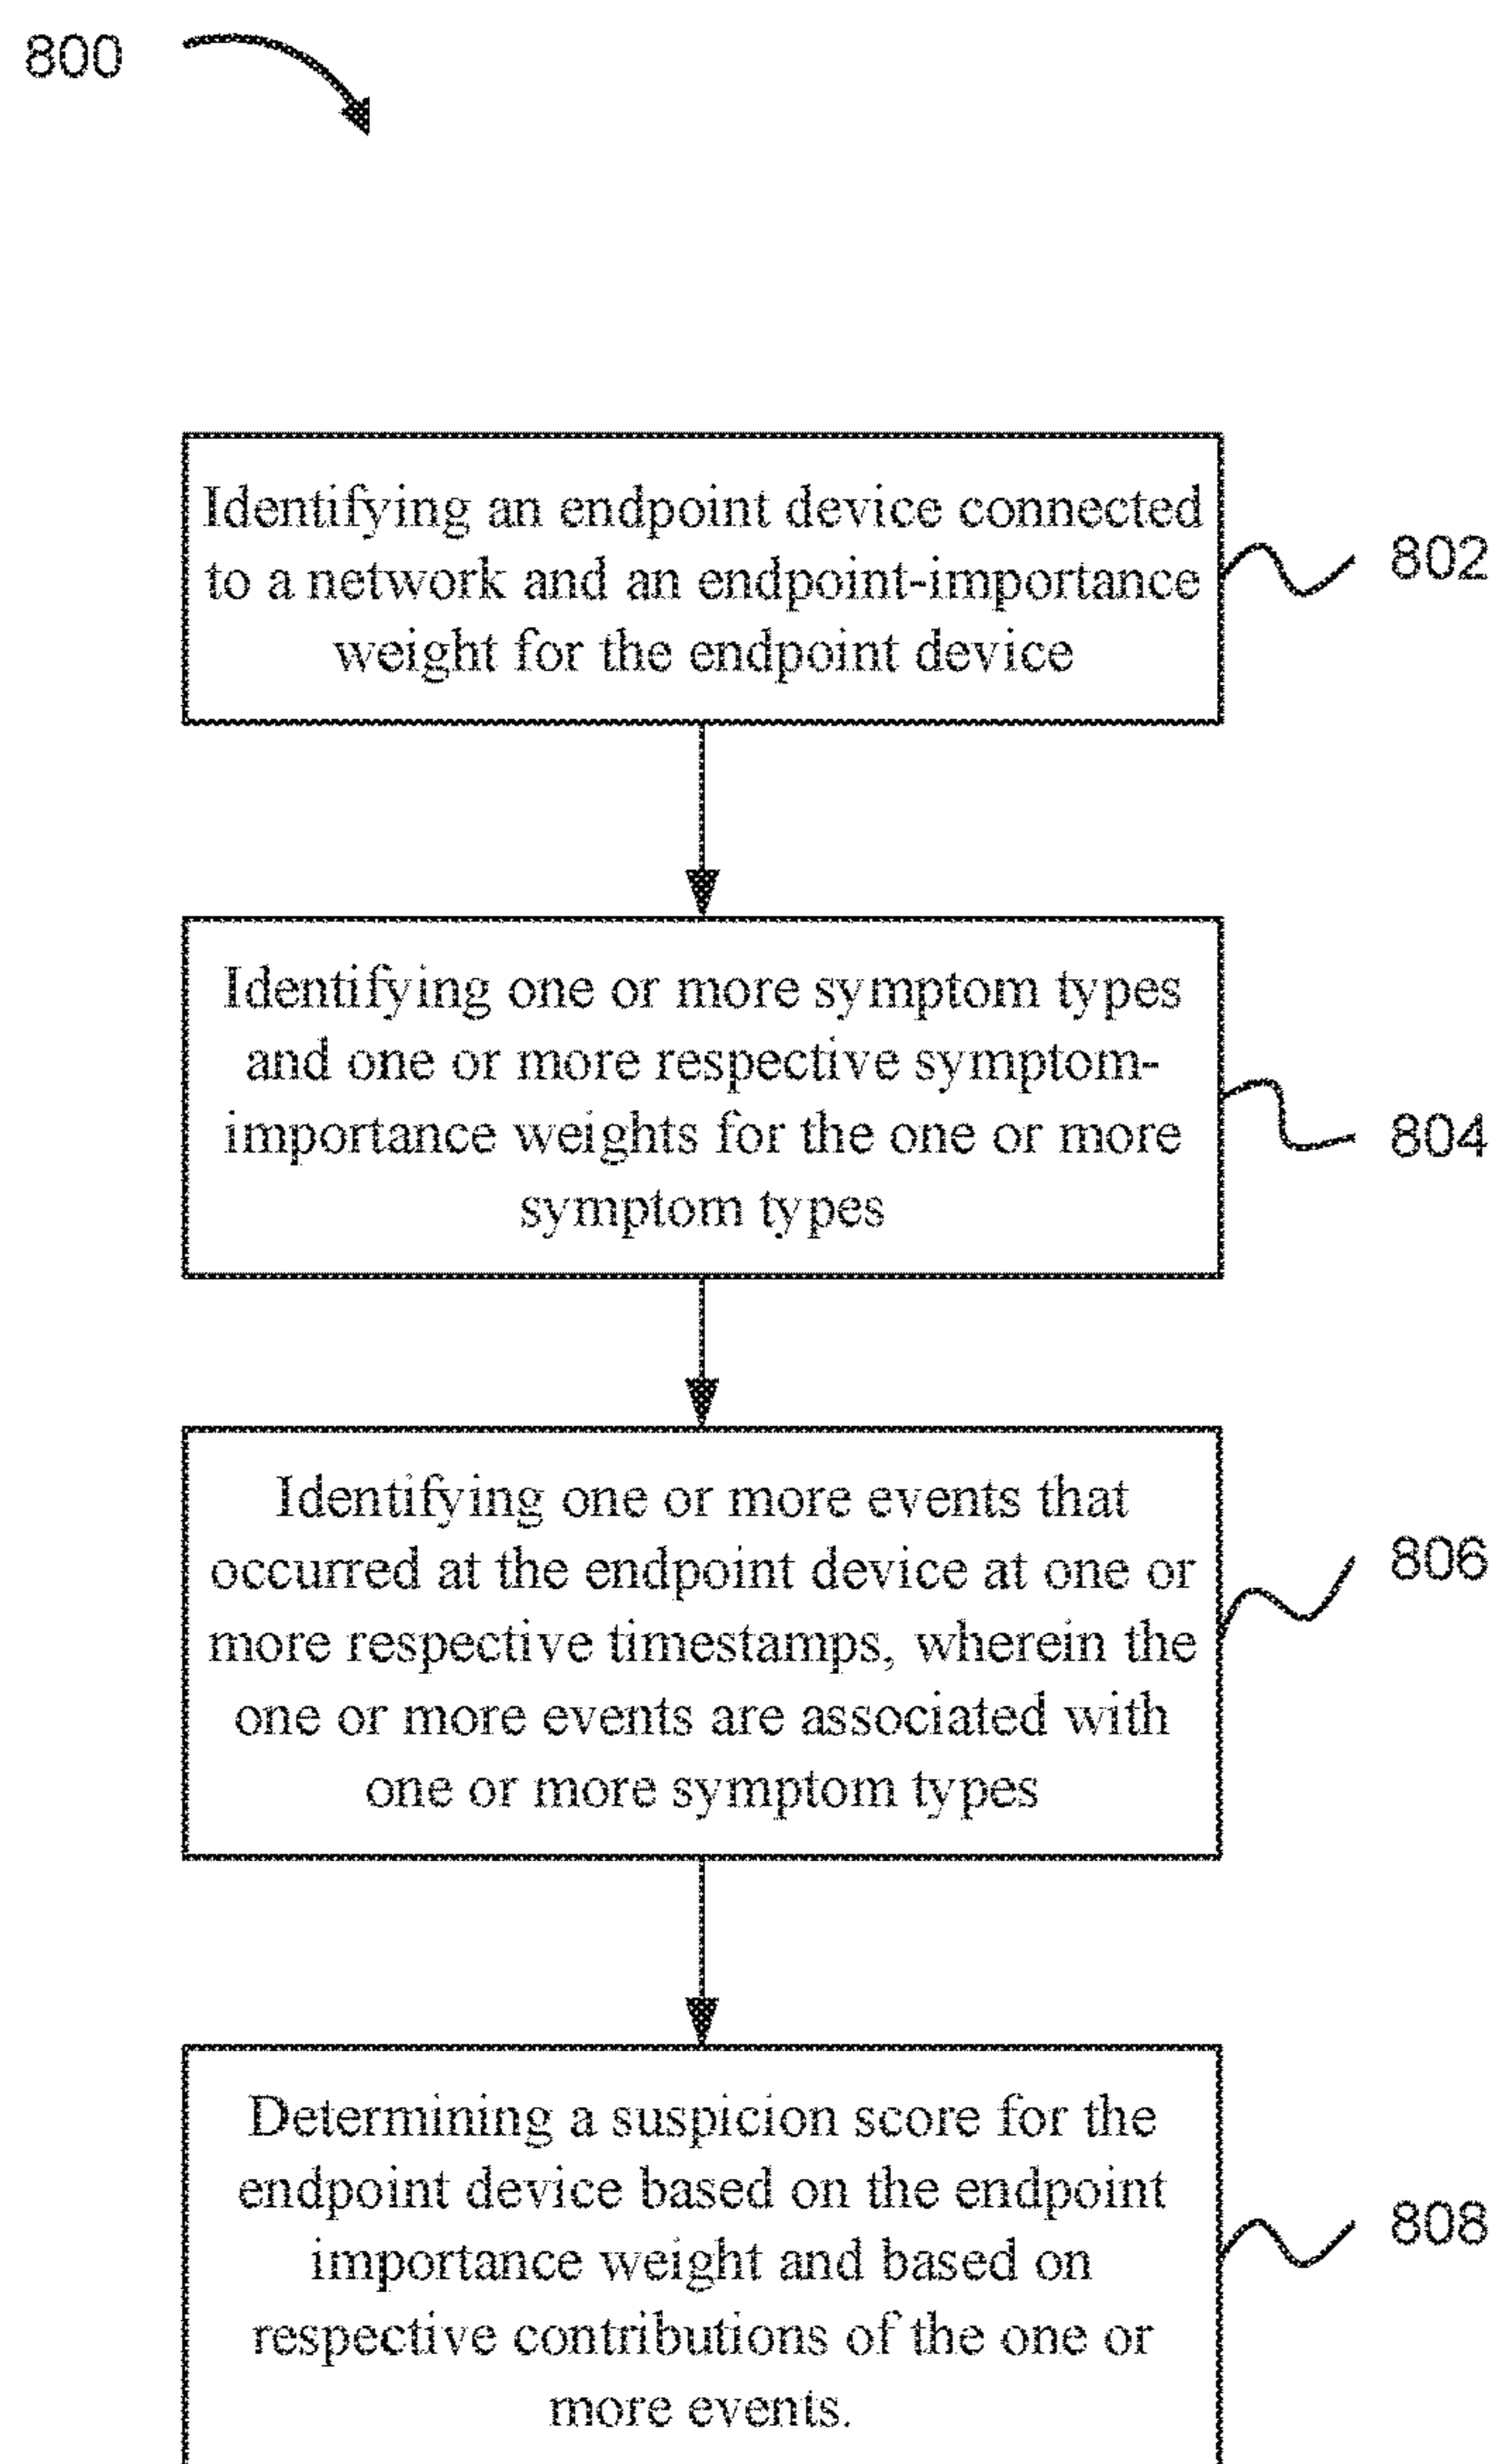 800
Identifying an endpoint device connected
to a network and an endpoint-importance
weight for the endpoint device
802
Identifying one or more symptom types
and one or more respective symptom-
importance weights for the one or more
symptom types
804
Identifying one or more events that
occurred at the endpoint device at one or
more respective timestamps, wherein the
one or more events are associated with
one or more symptom types
806
Determining a suspicion score for the
endpoint device based on the endpoint
importance weight and based on
respective contributions of the one or
more events.
808